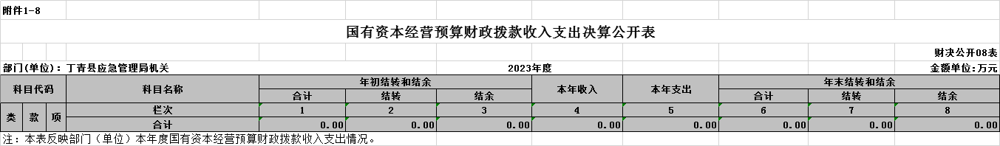 附件1-8
国有资本经营预算财政拨款收入支出决算公开表
财决公开08表
部门(单位)：丁青县应急管理局机关 2023年度 金额单位:万元
科目代码 科目名称 年初结转和结余 本年收入 本年支出 年末结转和结余
合计 结转 结余 合计 结转 结余
类 款 项 栏次 1 2 3 4 5 6 7 8
合计 0.00 0.00 0.00 0.00 0.00 0.00 0.00 0.00
注：本表反映部门（单位）本年度国有资本经营预算财政拨款收入支出情况。